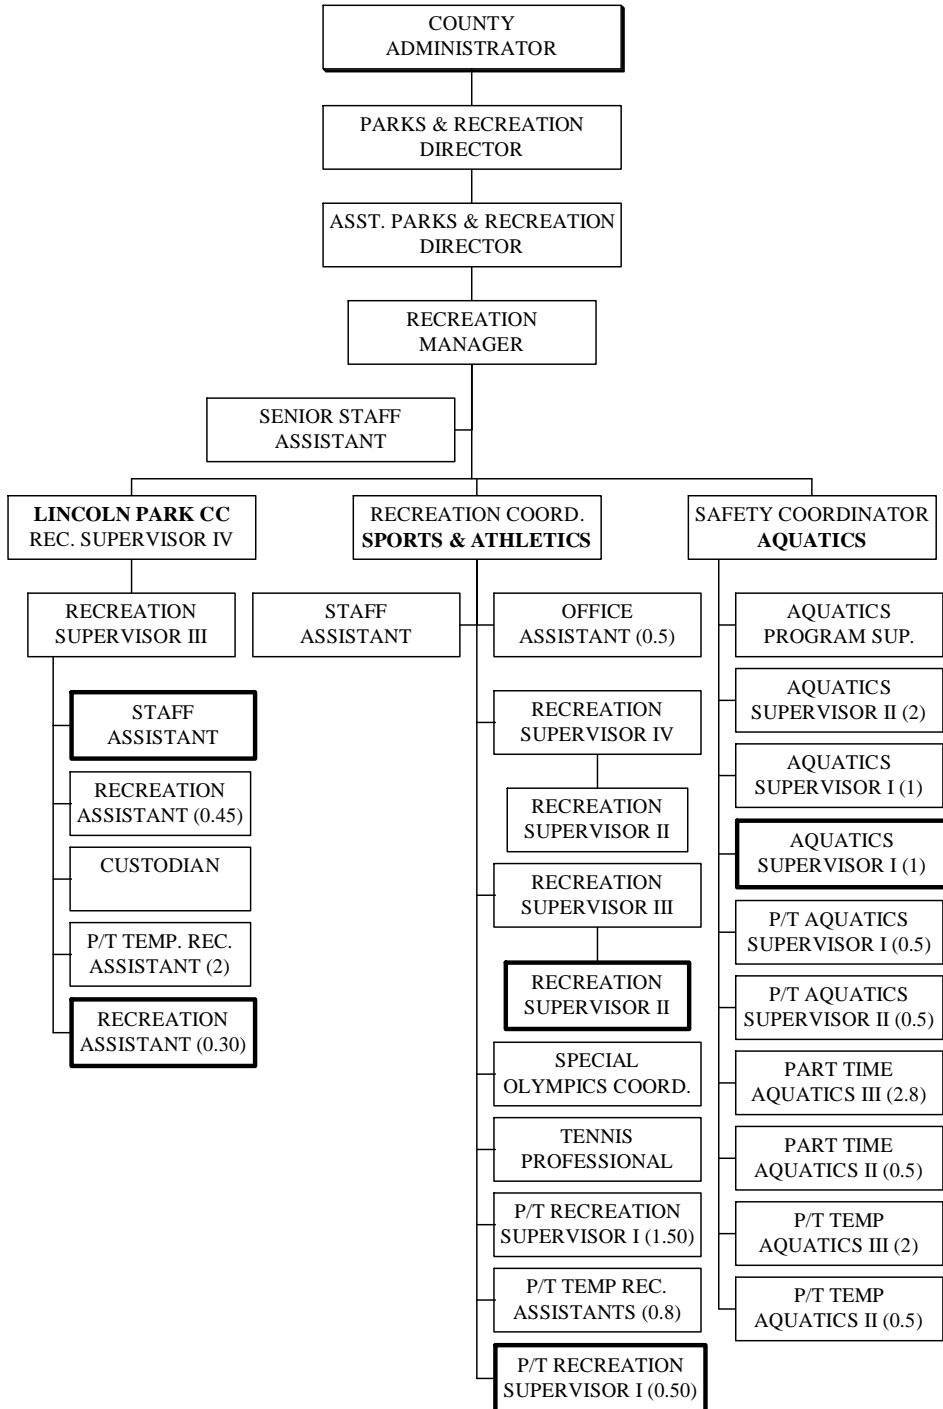 COUNTY
ADMINISTRATOR
PARKS & RECREATION
DIRECTOR
ASST. PARKS & RECREATION
DIRECTOR
RECREATION
MANAGER
SENIOR STAFF
ASSISTANT
LINCOLN PARK CC
REC. SUPERVISOR IV
RECREATION
SUPERVISOR III
STAFF
ASSISTANT
RECREATION
ASSISTANT (0.45)
CUSTODIAN
P/T TEMP. REC.
ASSISTANT (2)
RECREATION
ASSISTANT (0.30)
RECREATION COORD.
SPORTS & ATHLETICS
STAFF
ASSISTANT
OFFICE
ASSISTANT (0.5)
RECREATION
SUPERVISOR IV
RECREATION
SUPERVISOR II
RECREATION
SUPERVISOR III
RECREATION
SUPERVISOR II
SPECIAL
OLYMPICS COORD.
TENNIS
PROFESSIONAL
P/T RECREATION
SUPERVISOR I (1.50)
P/T TEMP REC.
ASSISTANTS (0.8)
P/T RECREATION
SUPERVISOR I (0.50)
SAFETY COORDINATOR
AQUATICS
AQUATICS
PROGRAM SUP.
AQUATICS
SUPERVISOR II (2)
AQUATICS
SUPERVISOR I (1)
AQUATICS
SUPERVISOR I (1)
P/T AQUATICS
SUPERVISOR I (0.5)
P/T AQUATICS
SUPERVISOR II (0.5)
PART TIME
AQUATICS III (2.8)
PART TIME
AQUATICS II (0.5)
P/T TEMP
AQUATICS III (2)
P/T TEMP
AQUATICS II (0.5)